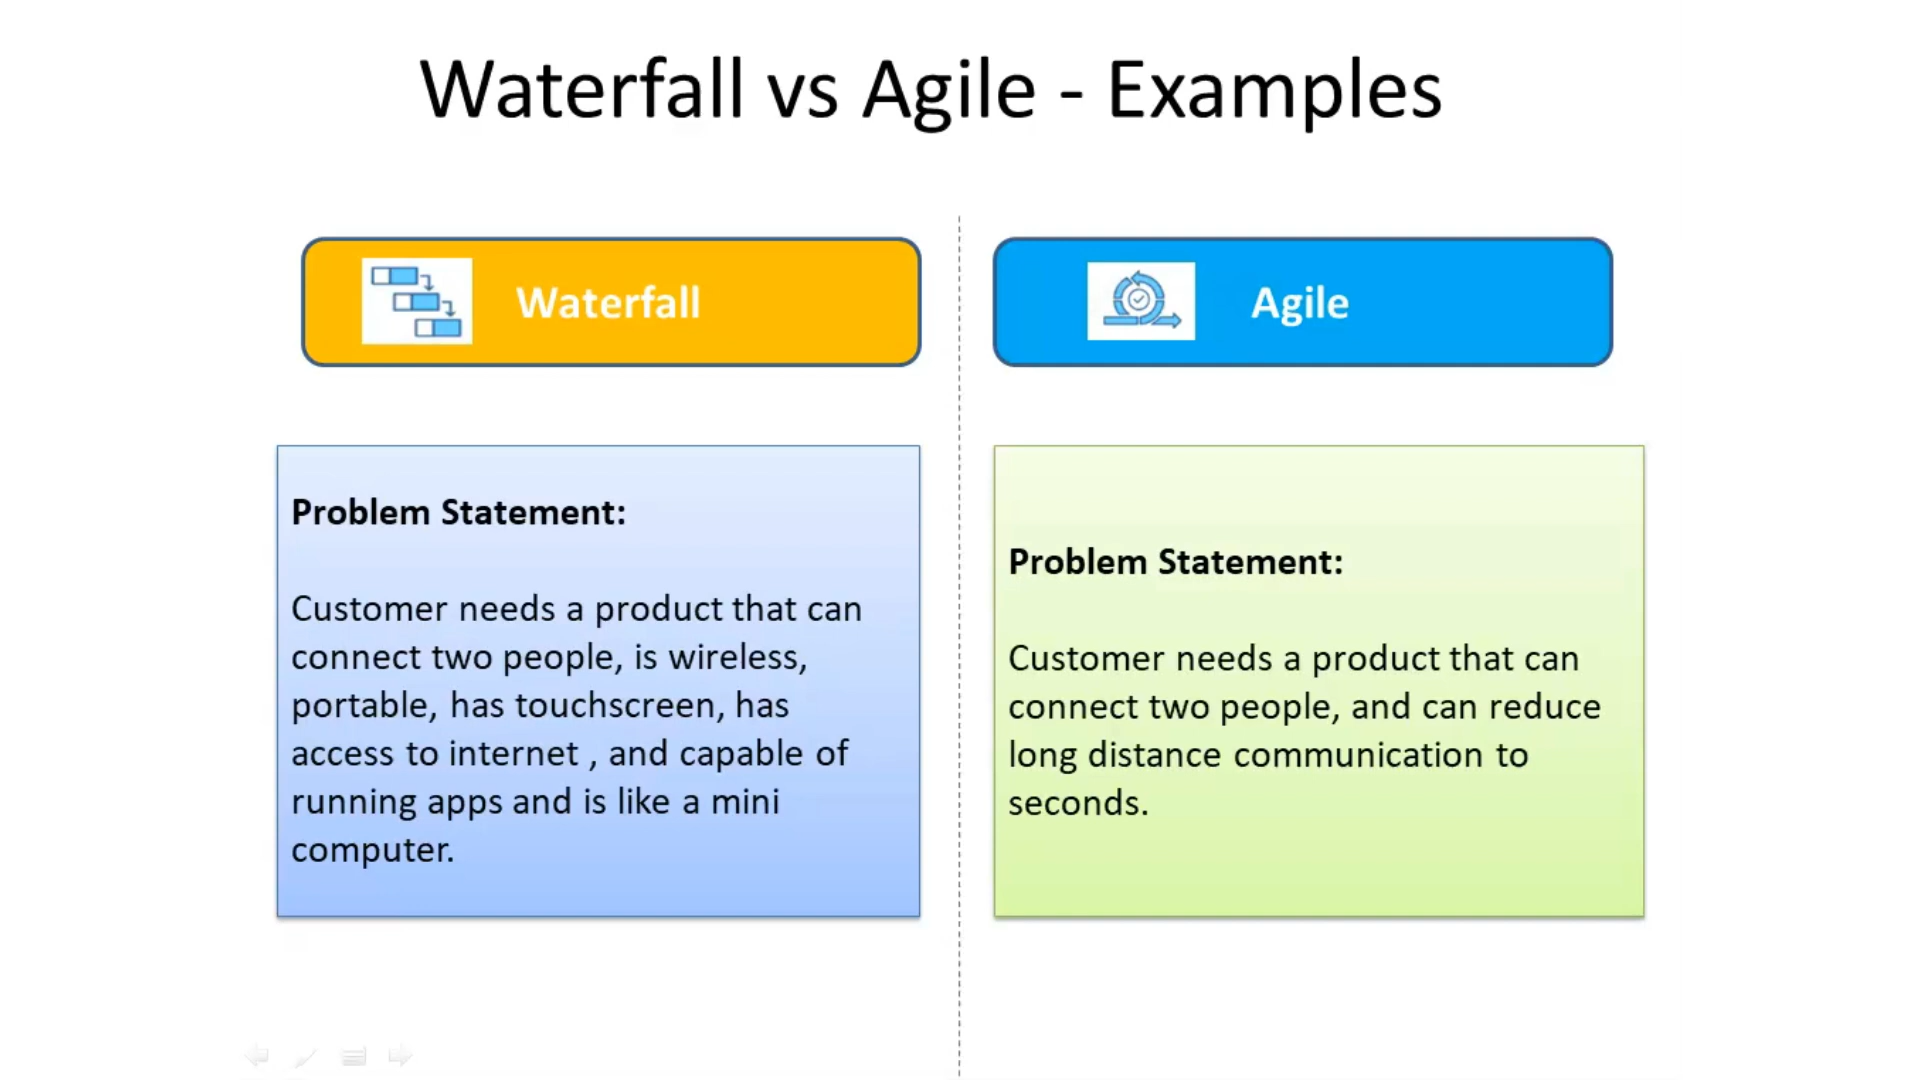 Waterfall vs Agile - Examples
Waterfall
Problem Statement:
Customer needs a product that can
connect two people, is wireless,
portable, has touchscreen, has
access to internet , and capable of
running apps and is like a mini
computer.
Agile
Problem Statement:
Customer needs a product that can
connect two people, and can reduce
long distance communication to
seconds.